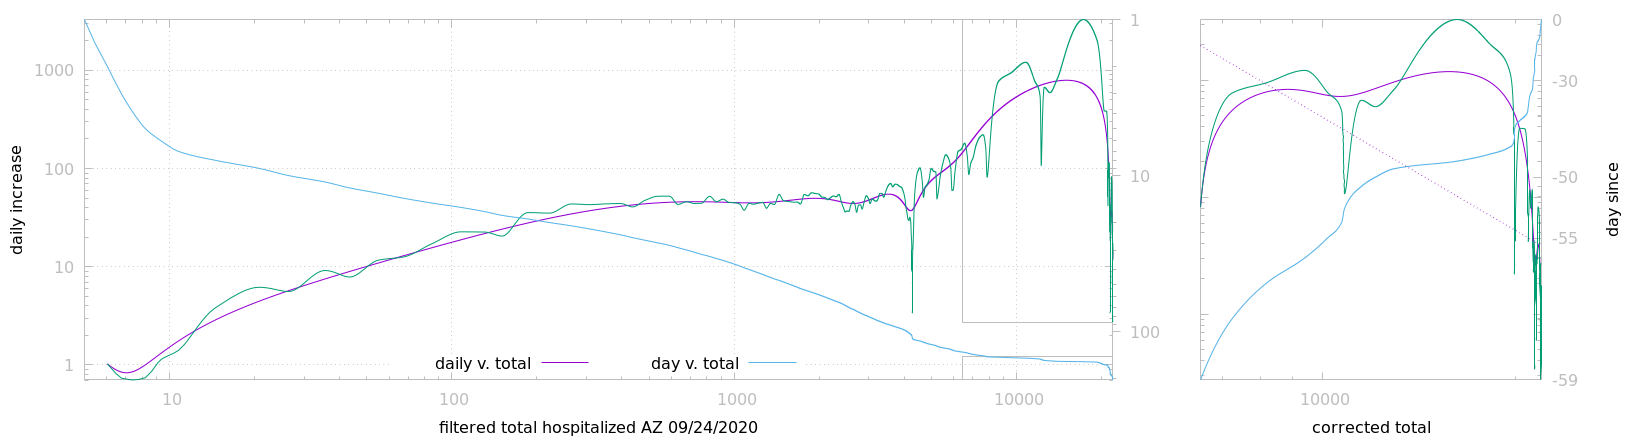 1000
100
10
1
daily increase
10
100
1000
10000
filtered total hospitalized AZ 09/24/2020
daily v. total
day v. total
1
10
100
10000
corrected total
0
-30
-50
-55
-59
day since